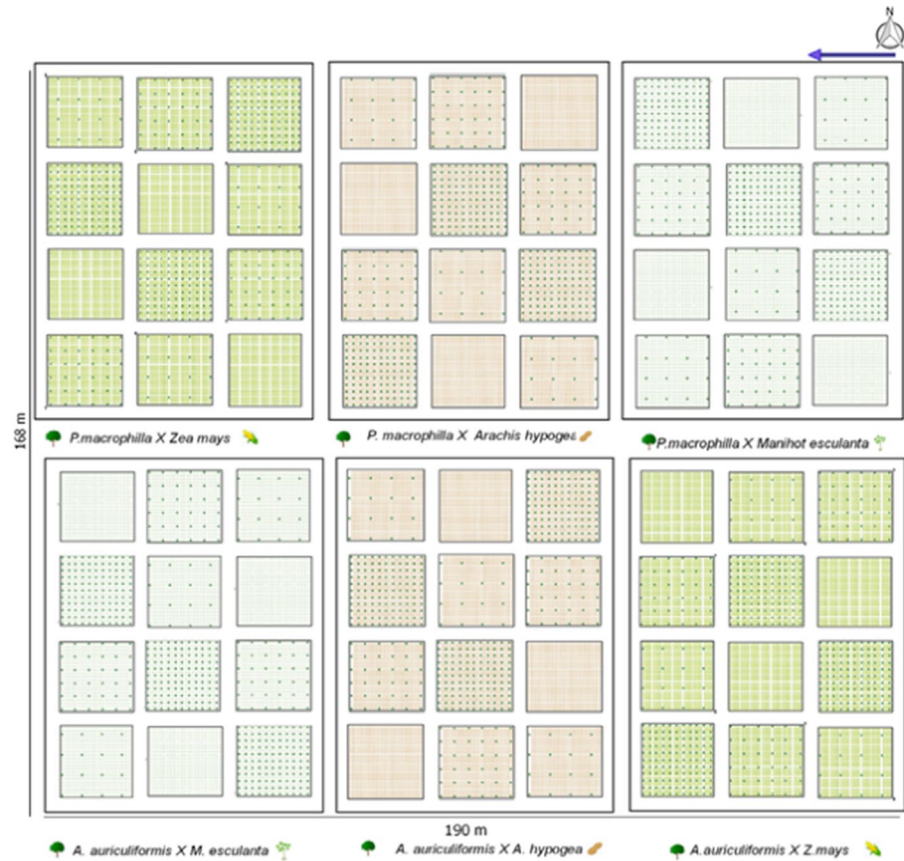 N
168 m
P.macrophilla X Zea mays
P. macrophilla X Arachis hypogea
P.macrophilla X Manihot esculanta
190 m
A. auriculiformis X M. esculanta
A. auriculiformis X A. hypogea
A.auriculiformis X Z.mays